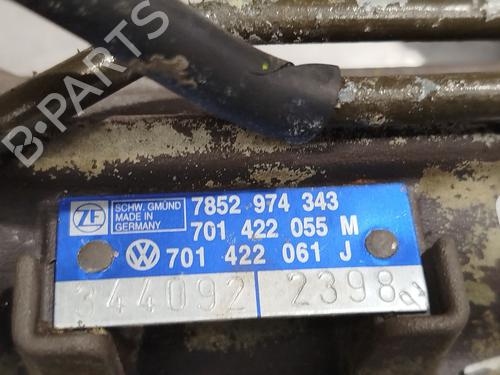 B-PARTS
ZF
SCHW. GMÜND
MADE IN
GERMANY
7852 974 343
701 422 055 M
VW 701 422 061 J
344092 2398